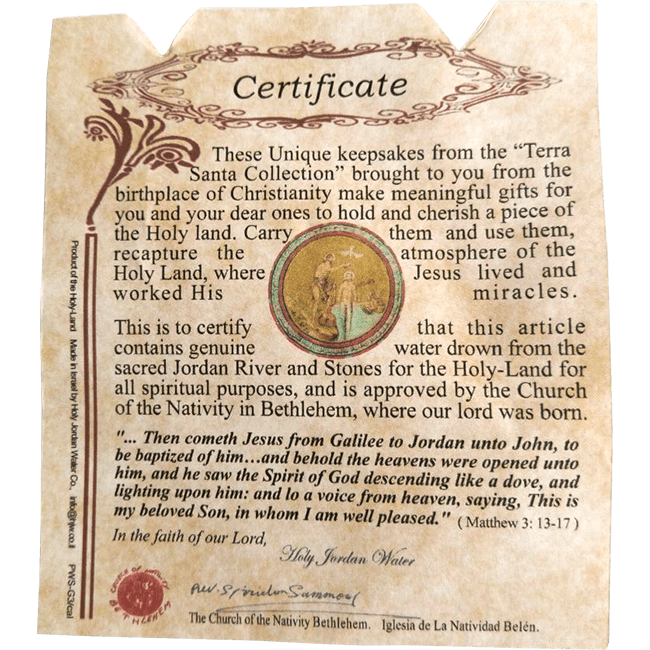 Certificate
These Unique keepsakes from the “Terra
Santa Collection” brought to you from the
birthplace of Christianity make meaningful gifts for
you and your dear ones to hold and cherish a piece of
the Holy land. Carry them and use them,
recapture the atmosphere of the
Holy Land, where Jesus lived and
worked His miracles.
This is to certify that this article
contains genuine water drown from the
sacred Jordan River and Stones for the Holy-Land for
all spiritual purposes, and is approved by the Church
of the Nativity in Bethlehem, where our lord was born.
"... Then cometh Jesus from Galilee to Jordan unto John, to
be baptized of him...and behold the heavens were opened unto
him, and he saw the Spirit of God descending like a dove, and
lighting upon him: and lo a voice from heaven, saying, This is
my beloved Son, in whom I am well pleased." ( Matthew 3: 13-17 )
In the faith of our Lord,
Holy Jordan Water
Rev. Spiridon Sammour
The Church of the Nativity Bethlehem. Iglesia de La Natividad Belén.
Product of the Holy-Land Made in Israel by Holy Jordan Water Co., info@hjw.co.il PWS-G3/cal
BETHLEHEM